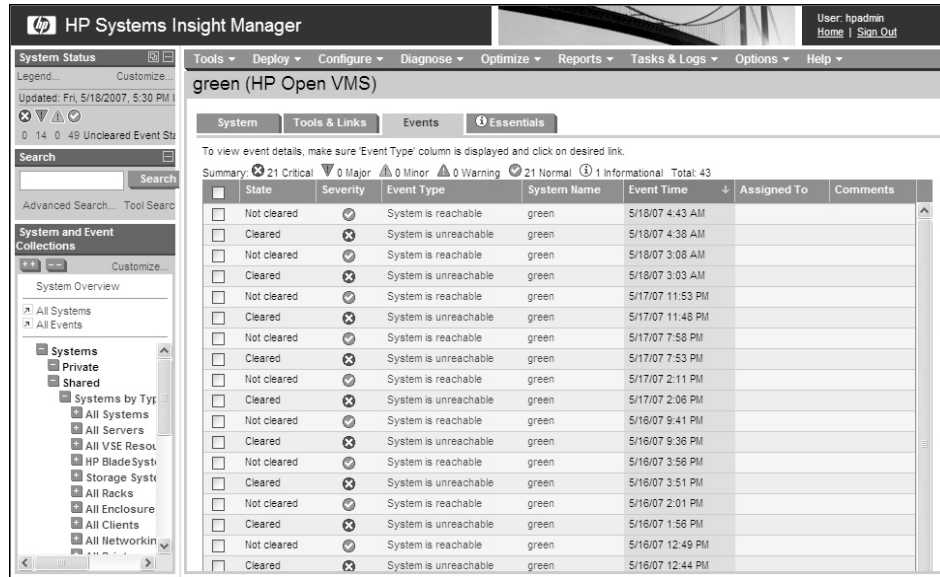 hp HP Systems Insight Manager
User: hpadmin
Home | Sign Out
System Status
Legend... Customize...
Updated: Fri, 5/18/2007, 5:30 PM
0 14 0 49 Uncleared Event Sta
Search
Search
Advanced Search... Tool Searc
System and Event
Collections
Customize...
System Overview
All Systems
All Events
Systems
Private
Shared
Systems by Typ
All Systems
All Servers
All VSE Resou
HP BladeSyste
Storage Syste
All Racks
All Enclosure
All Clients
All Networkin
Tools Deploy Configure Diagnose Optimize Reports Tasks & Logs Options Help
green (HP Open VMS)
System Tools & Links Events Essentials
To view event details, make sure 'Event Type' column is displayed and click on desired link.
Summary: 21 Critical 0 Major 0 Minor 0 Warning 21 Normal 1 Informational Total: 43
State Severity Event Type System Name Event Time Assigned To Comments
Not cleared System is reachable green 5/18/07 4:43 AM
Cleared System is unreachable green 5/18/07 4:38 AM
Not cleared System is reachable green 5/18/07 3:08 AM
Cleared System is unreachable green 5/18/07 3:03 AM
Not cleared System is reachable green 5/17/07 11:53 PM
Cleared System is unreachable green 5/17/07 11:48 PM
Not cleared System is reachable green 5/17/07 7:58 PM
Cleared System is unreachable green 5/17/07 7:53 PM
Not cleared System is reachable green 5/17/07 2:11 PM
Cleared System is unreachable green 5/17/07 2:06 PM
Not cleared System is reachable green 5/16/07 9:41 PM
Cleared System is unreachable green 5/16/07 9:36 PM
Not cleared System is reachable green 5/16/07 3:56 PM
Cleared System is unreachable green 5/16/07 3:51 PM
Not cleared System is reachable green 5/16/07 2:01 PM
Cleared System is unreachable green 5/16/07 1:56 PM
Not cleared System is reachable green 5/16/07 12:49 PM
Cleared System is unreachable green 5/16/07 12:44 PM